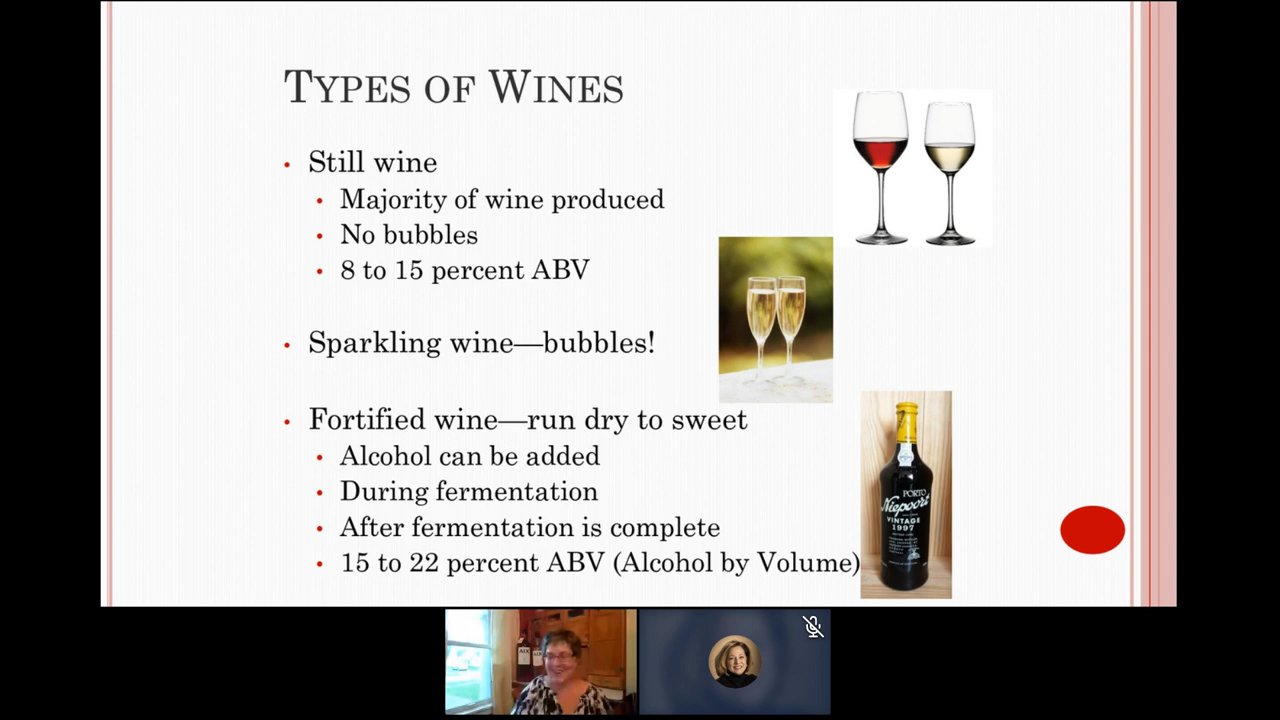 TYPES OF WINES
• Still wine
• Majority of wine produced
• No bubbles
• 8 to 15 percent ABV
• Sparkling wine—bubbles!
• Fortified wine—run dry to sweet
• Alcohol can be added
• During fermentation
• After fermentation is complete
• 15 to 22 percent ABV (Alcohol by Volume)
PORTO
Niepoort
VINTAGE
1997
AIX